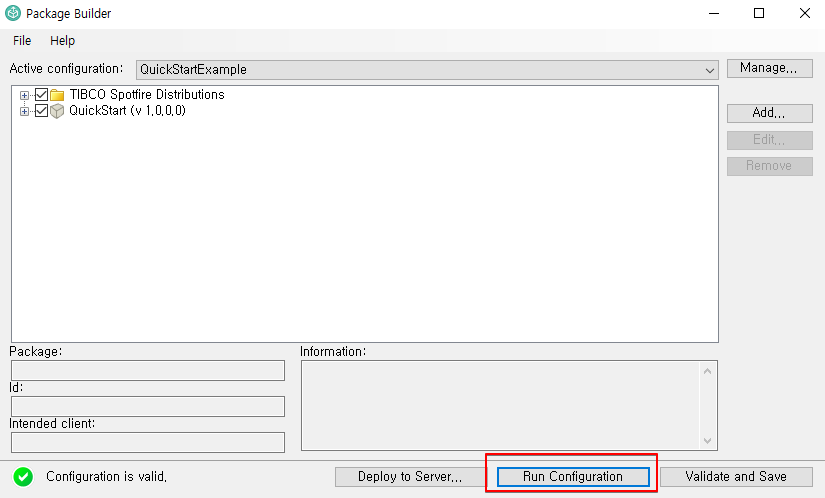 Package Builder
File Help
Active configuration: QuickStartExample Manage...
TIBCO Spotfire Distributions
QuickStart (v 1.0.0.0)
Add...
Edit...
Remove
Package: Information:
Id:
Intended client:
Configuration is valid. Deploy to Server... Run Configuration Validate and Save